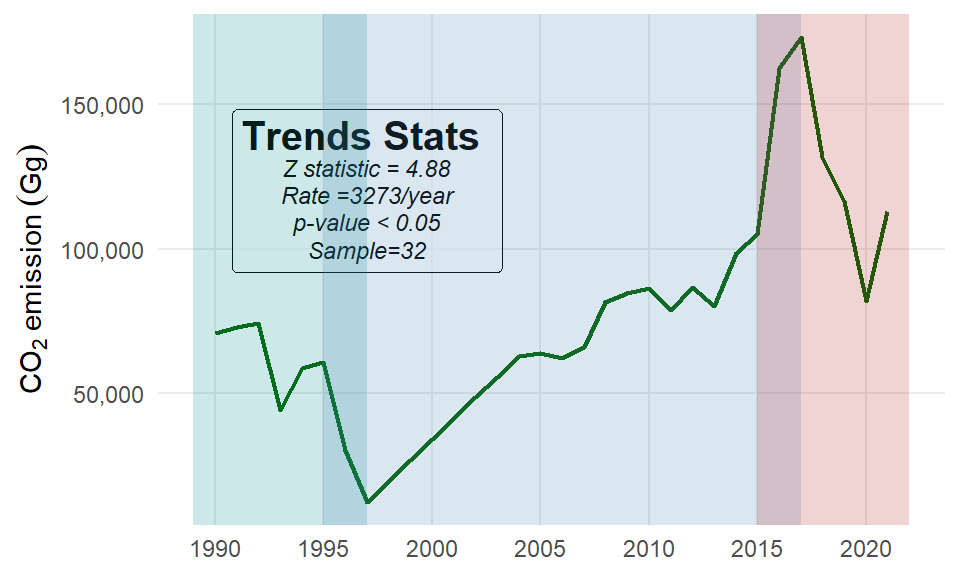 CO₂ emission (Gg)
150,000
100,000
50,000
Trends Stats
Z statistic = 4.88
Rate =3273/year
p-value < 0.05
Sample=32
1990 1995 2000 2005 2010 2015 2020